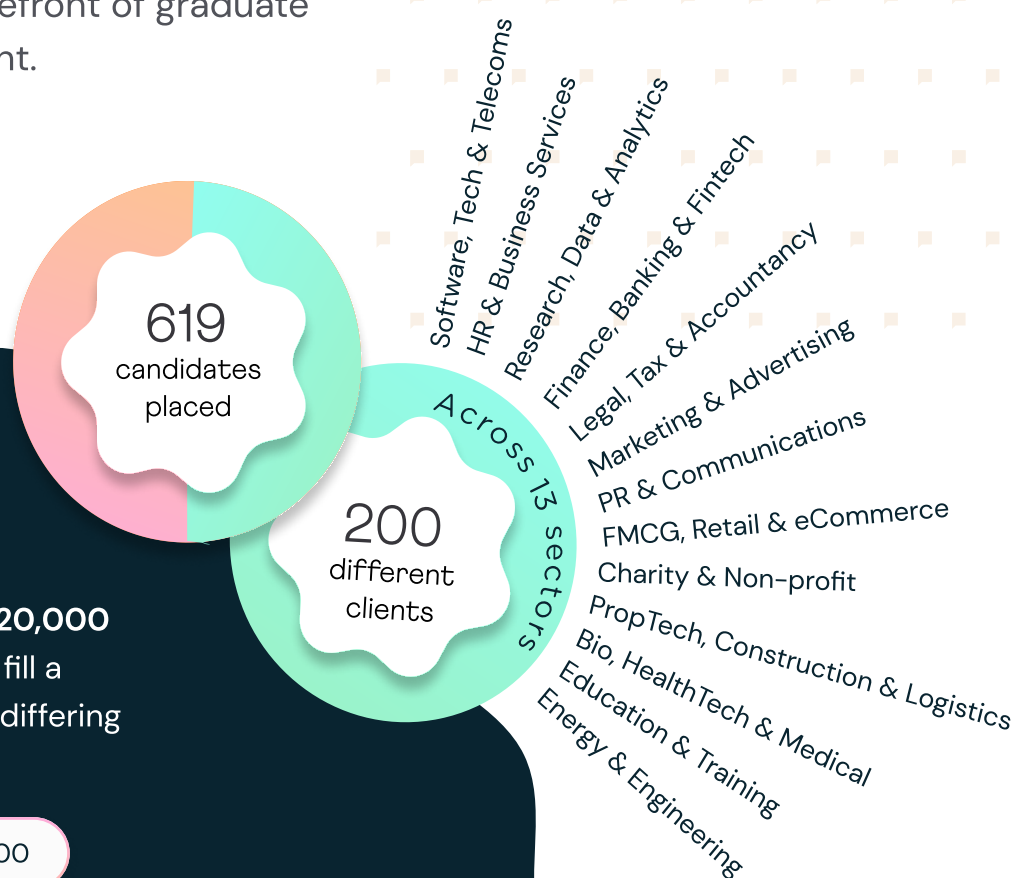 efront of graduate
nt.
619
candidates
placed
200
different
clients
Across 13 sectors
Software, Tech & Telecoms
HR & Business Services
Research, Data & Analytics
Finance, Banking & Fintech
Legal, Tax & Accountancy
Marketing & Advertising
PR & Communications
FMCG, Retail & eCommerce
Charity & Non-profit
PropTech, Construction & Logistics
Bio, HealthTech & Medical
Education & Training
Energy & Engineering
20,000
fill a
differing
00